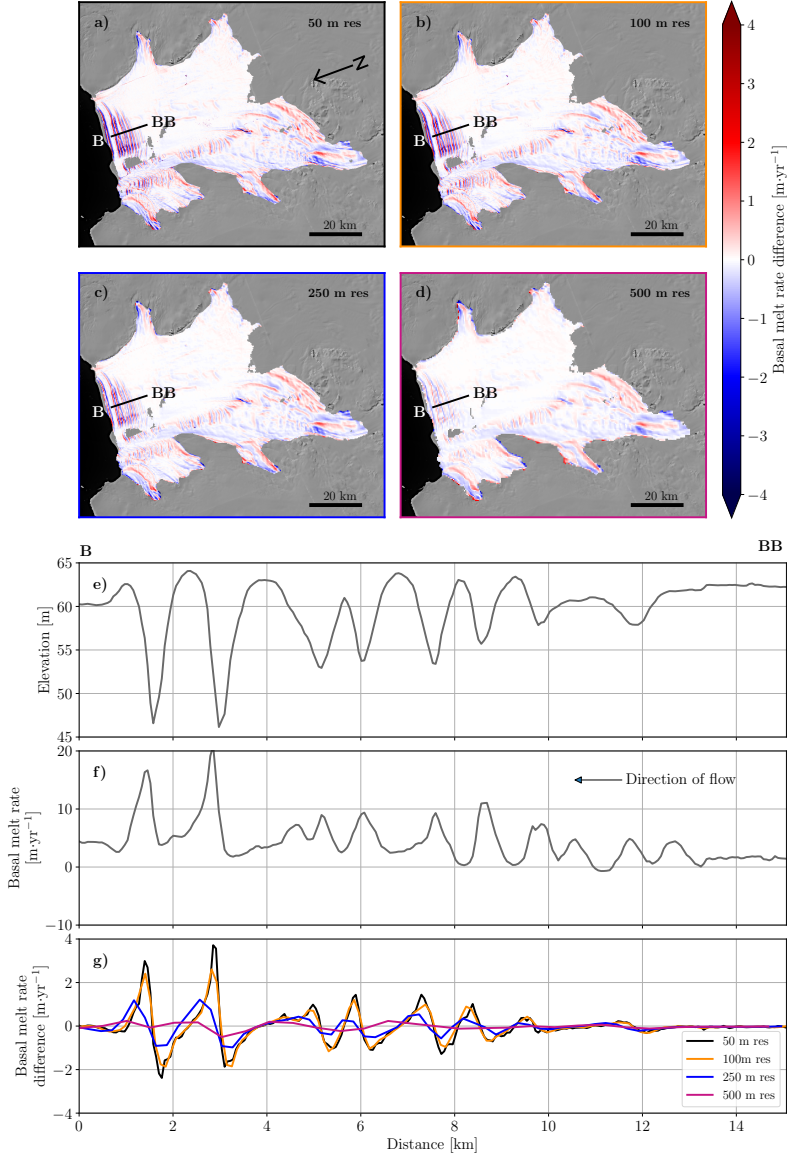 a)
50 m res
N
B
BB
20 km
b)
100 m res
B
BB
20 km
c)
250 m res
B
BB
20 km
d)
500 m res
B
BB
20 km
4
3
2
1
0
−1
−2
−3
−4
Basal melt rate difference [m·yr⁻¹]
B
BB
e)
65
60
55
50
45
Elevation [m]
f)
20
10
0
−10
Basal melt rate
[m·yr⁻¹]
Direction of flow
g)
4
2
0
−2
−4
Basal melt rate
difference [m·yr⁻¹]
50 m res
100m res
250 m res
500 m res
0
2
4
6
8
10
12
14
Distance [km]